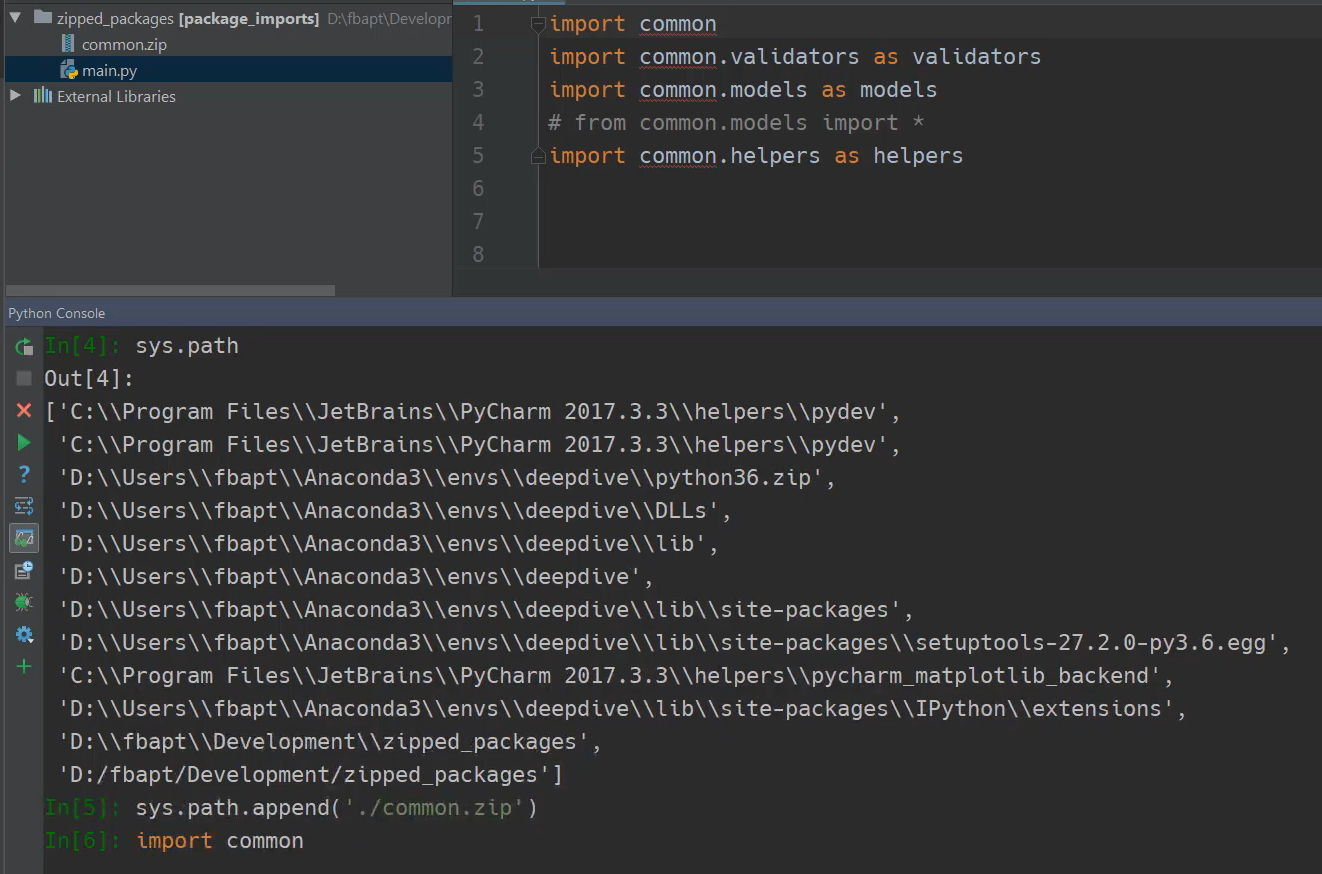 zipped_packages [package_imports] D:\fbapt\Developr
common.zip
main.py
External Libraries
1 import common
2 import common.validators as validators
3 import common.models as models
4 # from common.models import *
5 import common.helpers as helpers
6
7
8
Python Console
In[4]: sys.path
Out[4]:
['C:\\Program Files\\JetBrains\\PyCharm 2017.3.3\\helpers\\pydev',
'C:\\Program Files\\JetBrains\\PyCharm 2017.3.3\\helpers\\pydev',
'D:\\Users\\fbapt\\Anaconda3\\envs\\deepdive\\python36.zip',
'D:\\Users\\fbapt\\Anaconda3\\envs\\deepdive\\DLLs',
'D:\\Users\\fbapt\\Anaconda3\\envs\\deepdive\\lib',
'D:\\Users\\fbapt\\Anaconda3\\envs\\deepdive',
'D:\\Users\\fbapt\\Anaconda3\\envs\\deepdive\\lib\\site-packages',
'D:\\Users\\fbapt\\Anaconda3\\envs\\deepdive\\lib\\site-packages\\setuptools-27.2.0-py3.6.egg',
'C:\\Program Files\\JetBrains\\PyCharm 2017.3.3\\helpers\\pycharm_matplotlib_backend',
'D:\\Users\\fbapt\\Anaconda3\\envs\\deepdive\\lib\\site-packages\\IPython\\extensions',
'D:\\fbapt\\Development\\zipped_packages',
'D:/fbapt/Development/zipped_packages']
In[5]: sys.path.append('./common.zip')
In[6]: import common